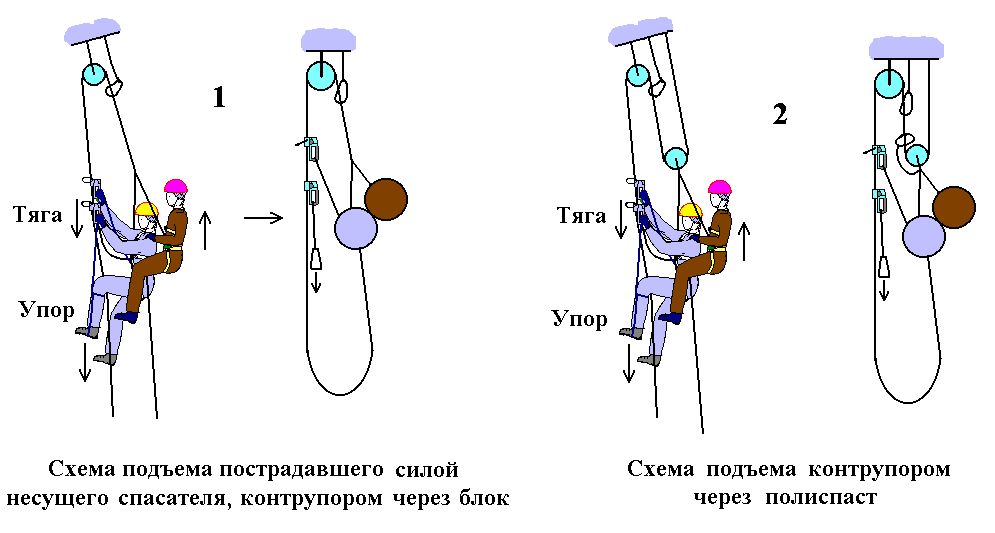 1
Тяга
Упор
Схема подъема пострадавшего силой
несущего спасателя, контрупором через блок
2
Тяга
Упор
Схема подъема контрупором
через полиспаст